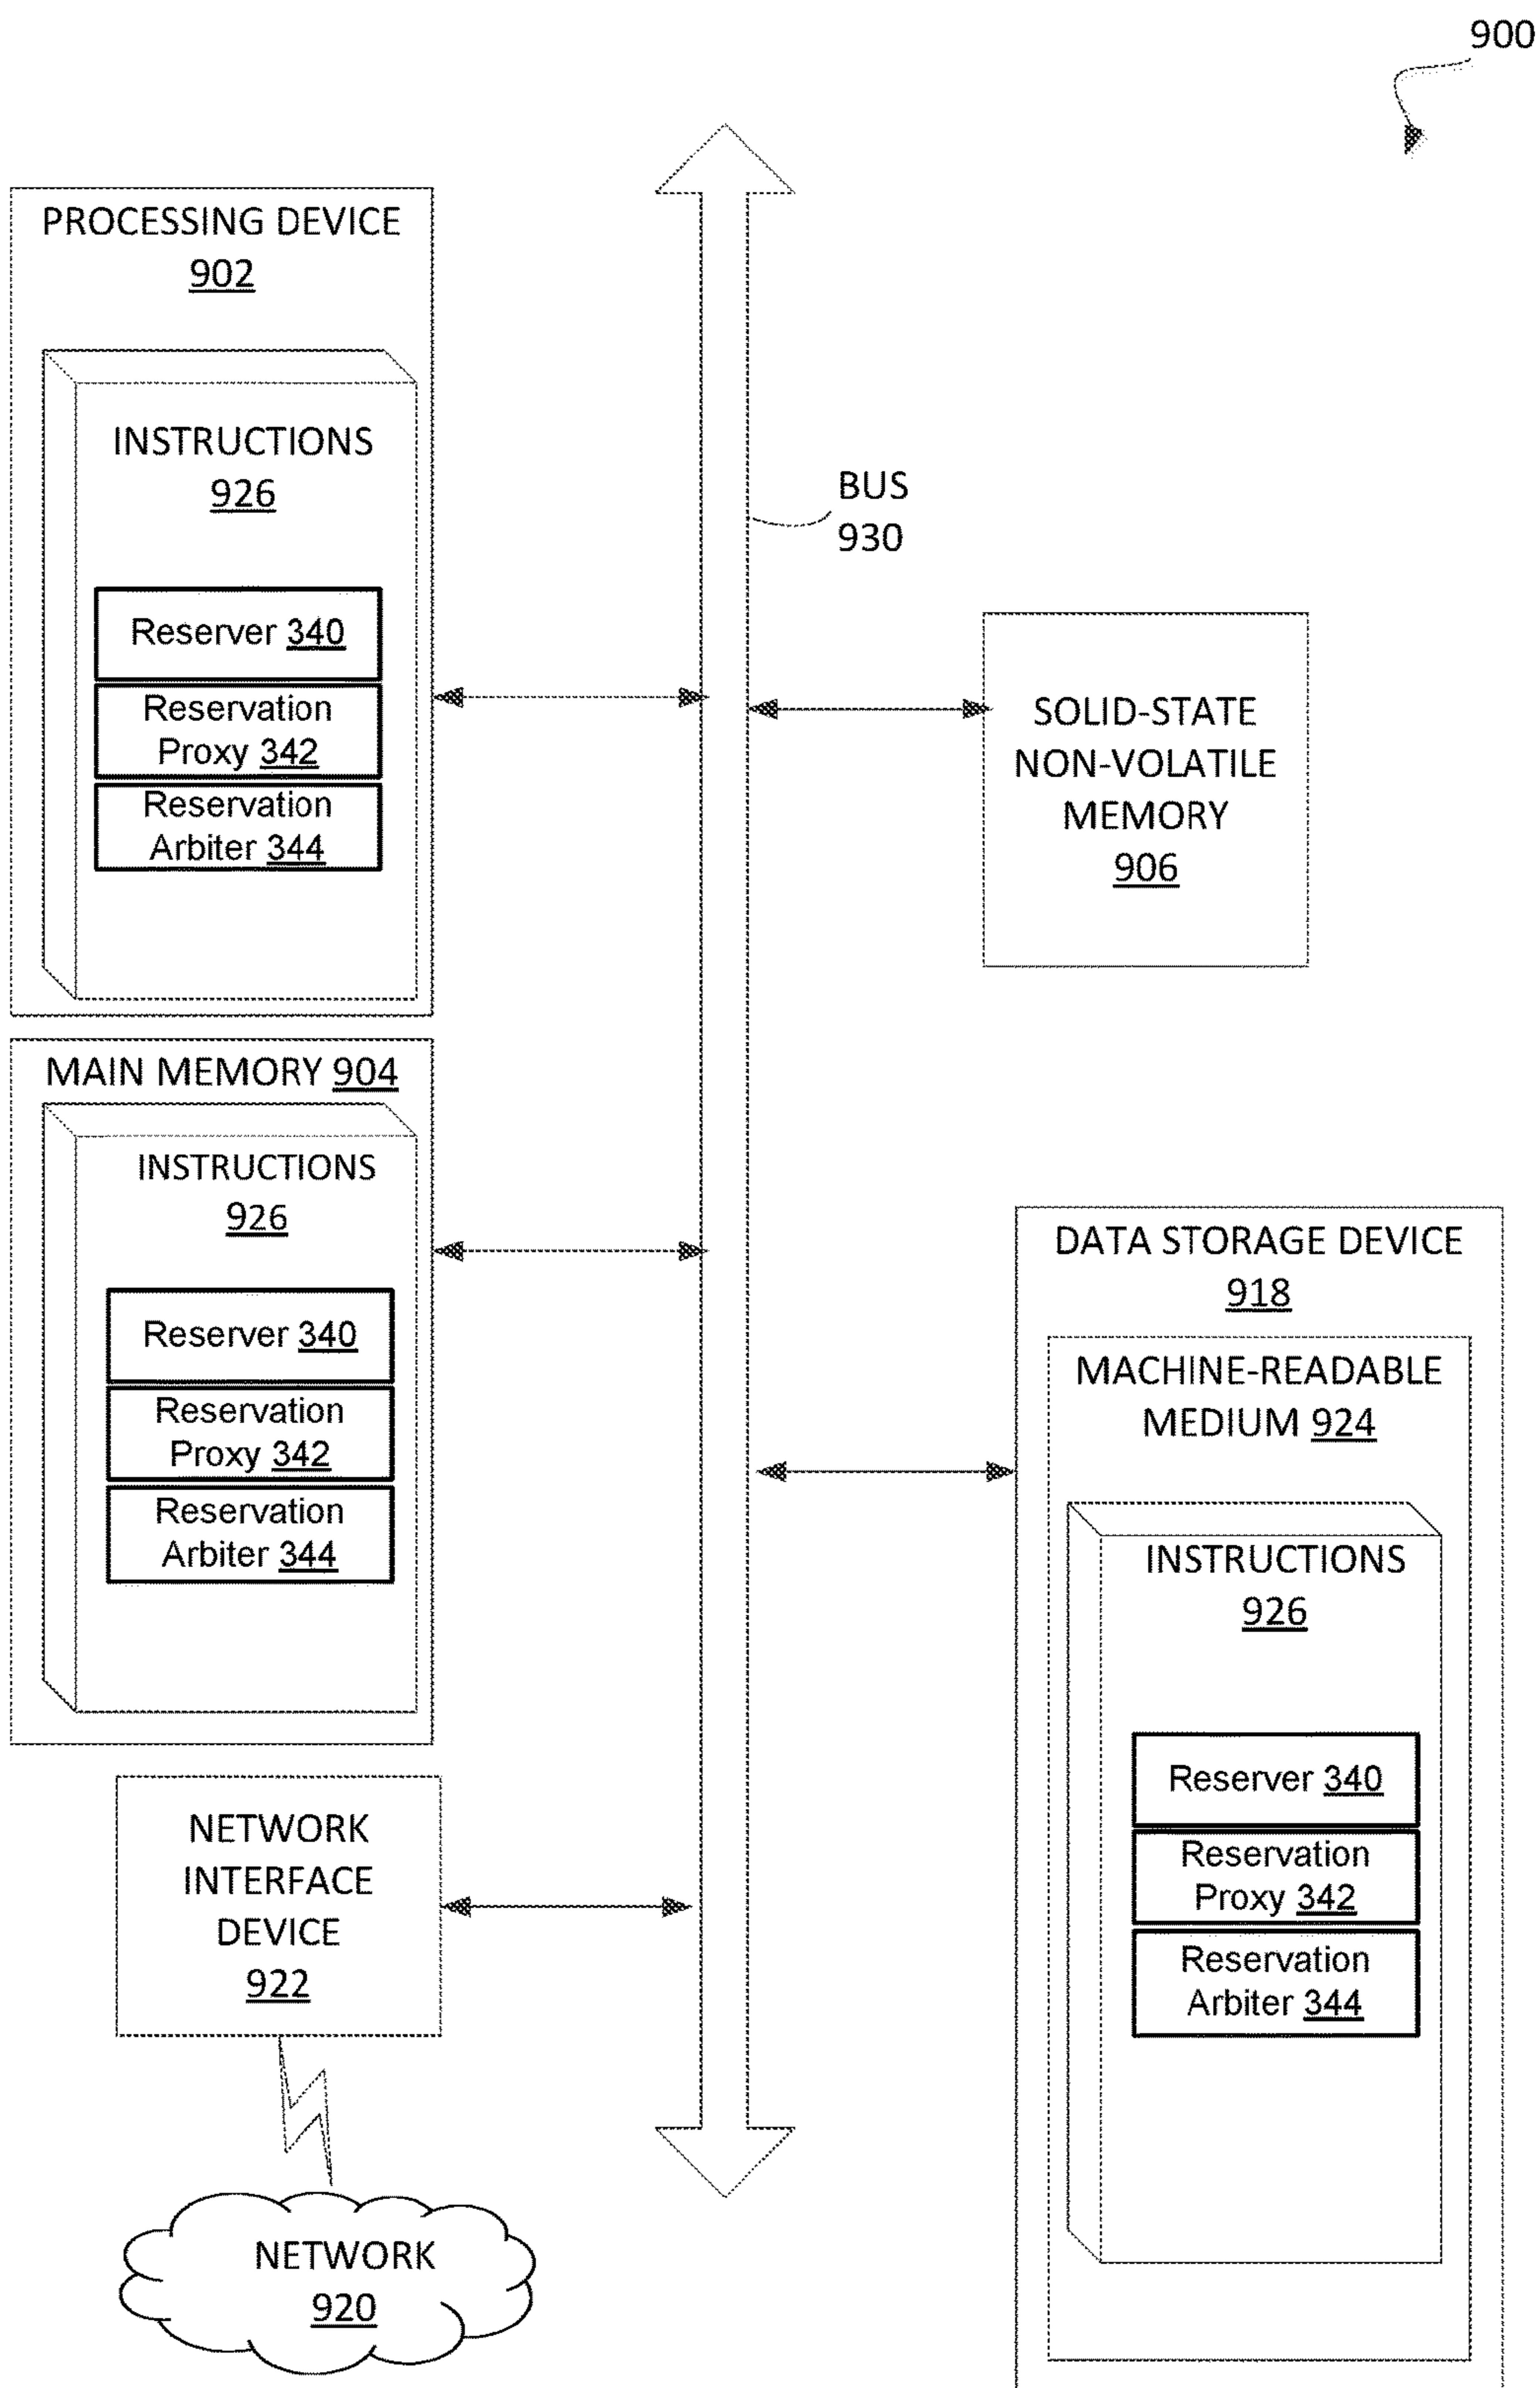 900
PROCESSING DEVICE
902
INSTRUCTIONS
926
Reserver 340
Reservation
Proxy 342
Reservation
Arbiter 344
BUS
930
SOLID-STATE
NON-VOLATILE
MEMORY
906
MAIN MEMORY 904
INSTRUCTIONS
926
Reserver 340
Reservation
Proxy 342
Reservation
Arbiter 344
DATA STORAGE DEVICE
918
MACHINE-READABLE
MEDIUM 924
INSTRUCTIONS
926
Reserver 340
Reservation
Proxy 342
Reservation
Arbiter 344
NETWORK
INTERFACE
DEVICE
922
NETWORK
920